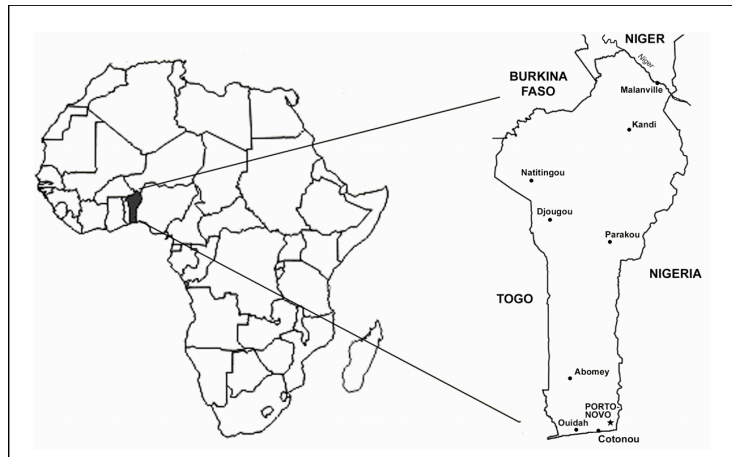 NIGER
Niger
BURKINA
FASO
Malanville
Kandi
Natitingou
Djougou
Parakou
NIGERIA
TOGO
Abomey
PORTO-
NOVO
Ouidah
Cotonou